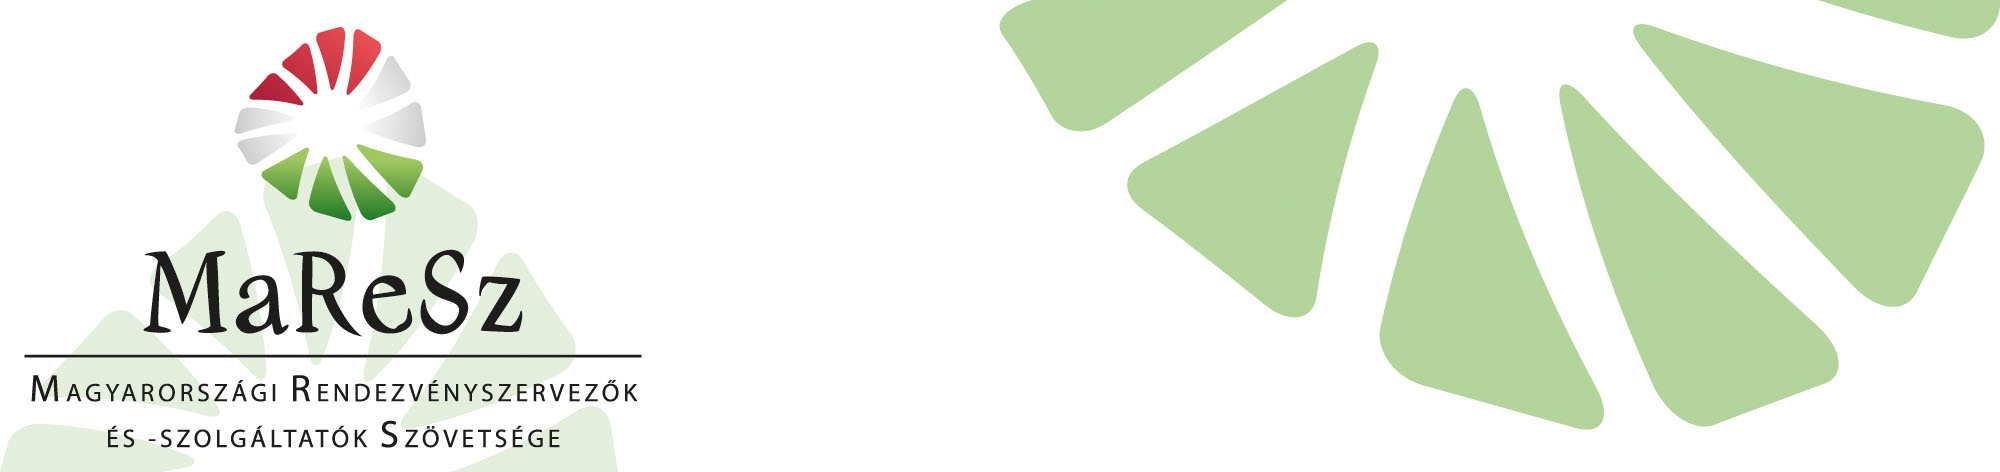 MaReSz
Magyarországi Rendezvényszervezők
és -szolgáltatók Szövetsége